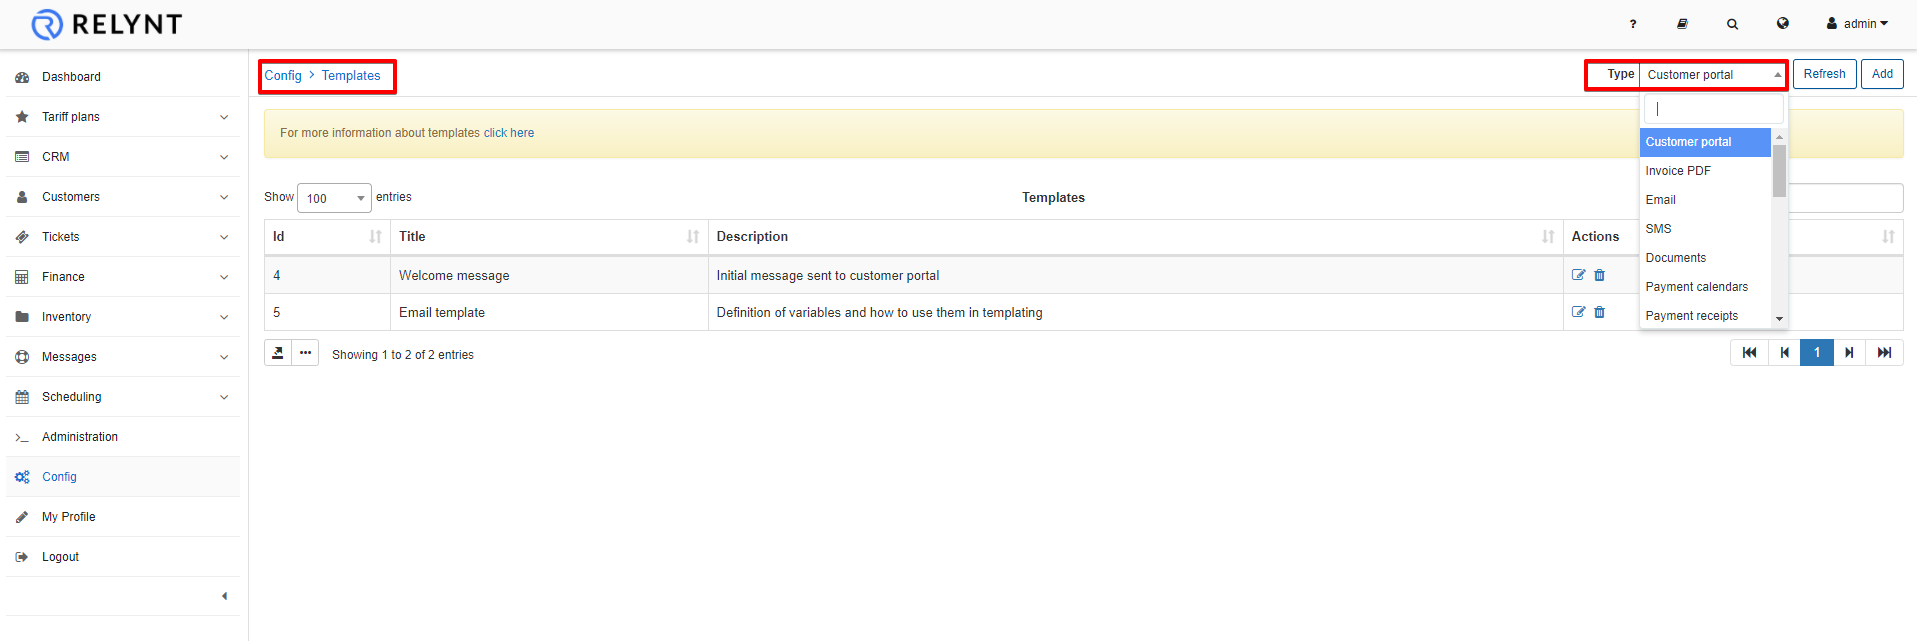 RELYNT
? admin
Dashboard
Tariff plans
CRM
Customers
Tickets
Finance
Inventory
Messages
Scheduling
Administration
Config
My Profile
Logout
Config > Templates
Type Customer portal Refresh Add
For more information about templates click here
Customer portal
Invoice PDF
Email
SMS
Documents
Payment calendars
Payment receipts
Show 100 entries
Templates
Id Title Description Actions
4 Welcome message Initial message sent to customer portal
5 Email template Definition of variables and how to use them in templating
Showing 1 to 2 of 2 entries
1